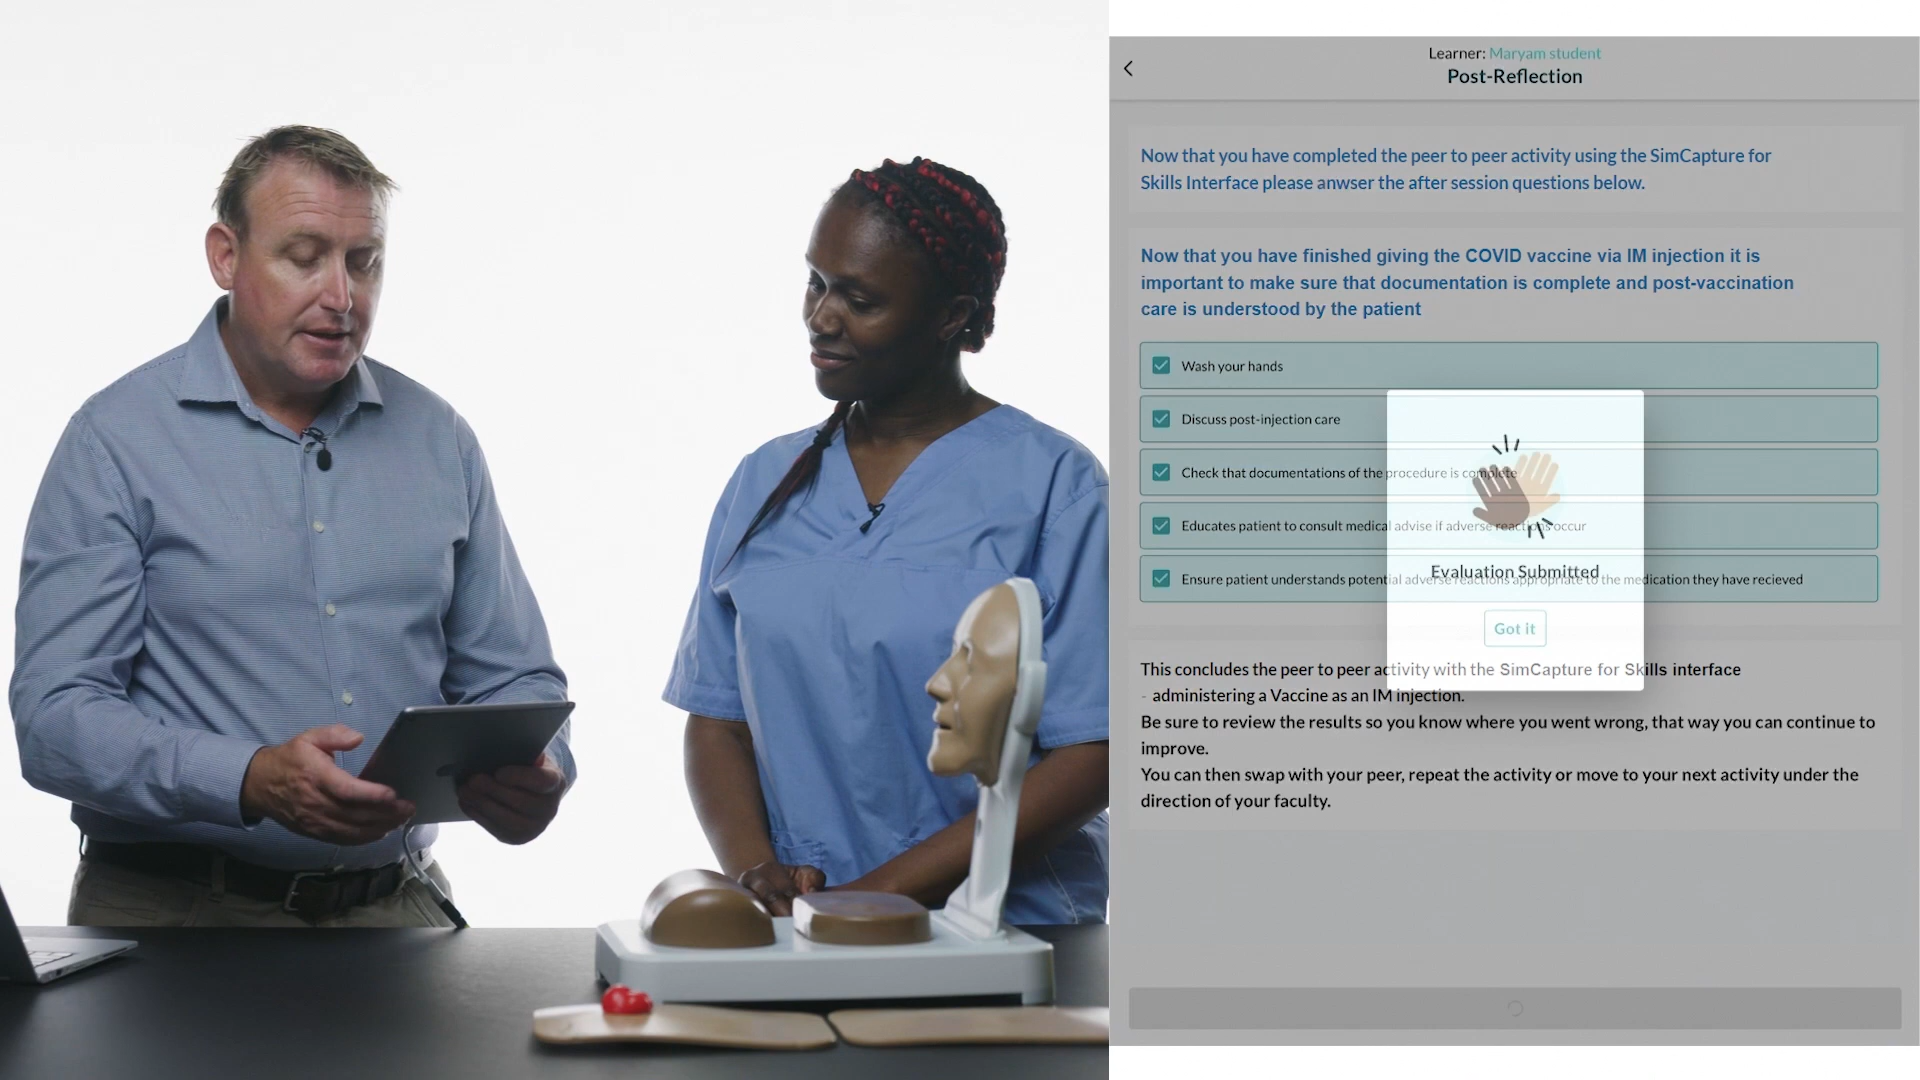 Learner: Maryam student
Post-Reflection
Now that you have completed the peer to peer activity using the SimCapture for
Skills Interface please anwser the after session questions below.
Now that you have finished giving the COVID vaccine via IM injection it is
important to make sure that documentation is complete and post-vaccination
care is understood by the patient
Wash your hands
Discuss post-injection care
Check that documentations of the procedure is complete
Educates patient to consult medical advise if adverse reactions occur
Ensure patient understands potential adverse reactions appropriate to the medication they have recieved
Evaluation Submitted
Got it
This concludes the peer to peer activity with the SimCapture for Skills interface
- administering a Vaccine as an IM injection.
Be sure to review the results so you know where you went wrong, that way you can continue to
improve.
You can then swap with your peer, repeat the activity or move to your next activity under the
direction of your faculty.